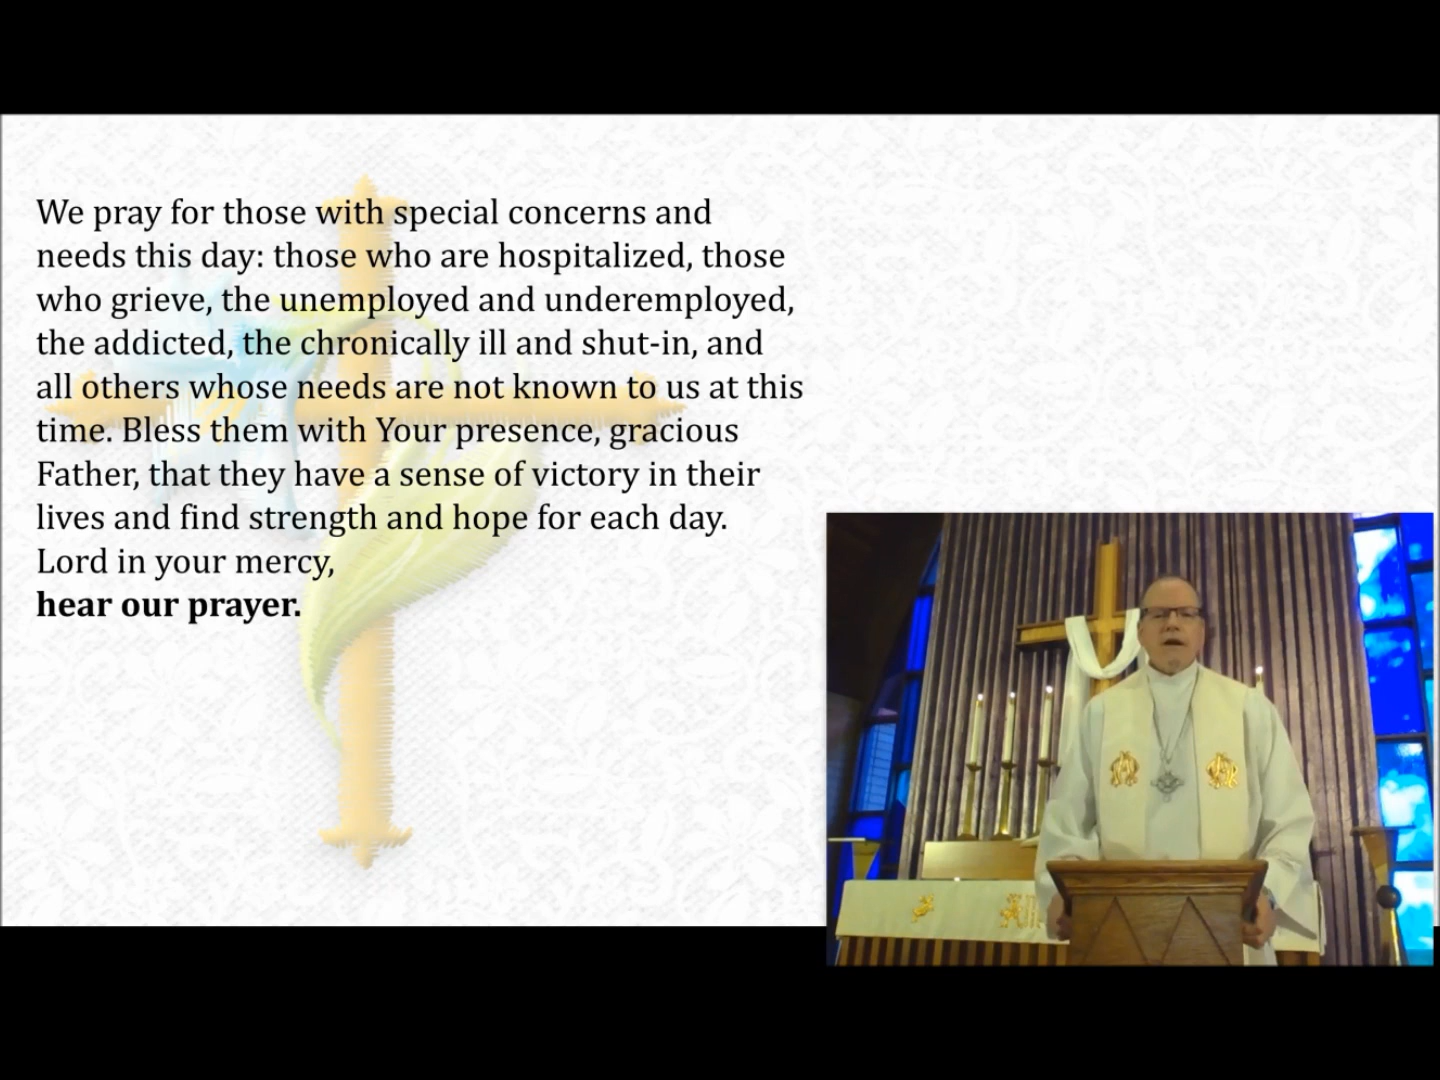 We pray for those with special concerns and
needs this day: those who are hospitalized, those
who grieve, the unemployed and underemployed,
the addicted, the chronically ill and shut-in, and
all others whose needs are not known to us at this
time. Bless them with Your presence, gracious
Father, that they have a sense of victory in their
lives and find strength and hope for each day.
Lord in your mercy,
hear our prayer.